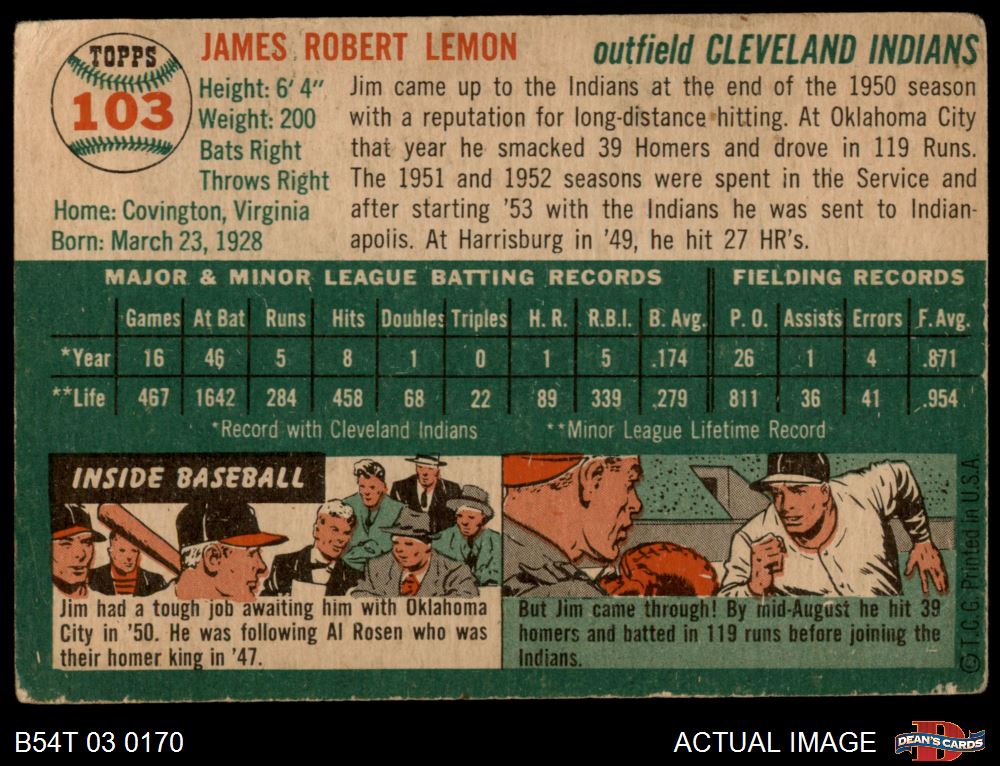 TOPPS
103
JAMES ROBERT LEMON
outfield CLEVELAND INDIANS
Height: 6' 4"
Weight: 200
Bats Right
Throws Right
Home: Covington, Virginia
Born: March 23, 1928
Jim came up to the Indians at the end of the 1950 season
with a reputation for long-distance hitting. At Oklahoma City
that year he smacked 39 Homers and drove in 119 Runs.
The 1951 and 1952 seasons were spent in the Service and
after starting '53 with the Indians he was sent to Indian-
apolis. At Harrisburg in '49, he hit 27 HR's.
MAJOR & MINOR LEAGUE BATTING RECORDS FIELDING RECORDS
Games At Bat Runs Hits Doubles Triples H. R. R.B.I. B. Avg. P. O. Assists Errors F. Avg.
*Year 16 46 5 8 1 0 1 5 .174 26 1 4 .871
**Life 467 1642 284 458 68 22 89 339 .279 811 36 41 .954
*Record with Cleveland Indians **Minor League Lifetime Record
INSIDE BASEBALL
Jim had a tough job awaiting him with Oklahoma
City in '50. He was following Al Rosen who was
their homer king in '47.
But Jim came through! By mid-August he hit 39
homers and batted in 119 runs before joining the
Indians.
© T.C.G. Printed in U.S.A.
B54T 03 0170
ACTUAL IMAGE
DEAN'S CARDS